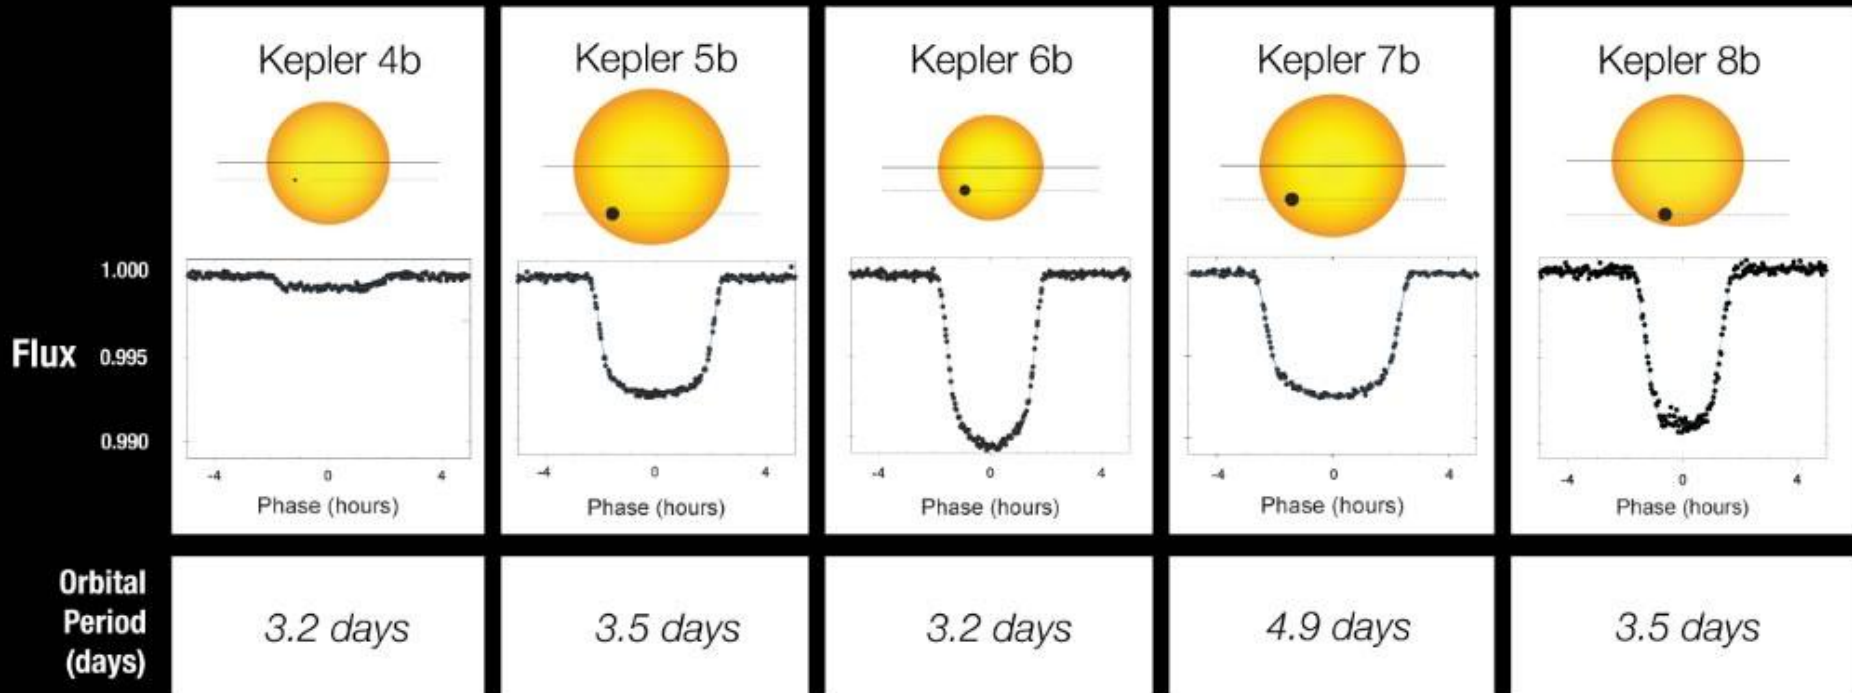 Kepler 4b
Kepler 5b
Kepler 6b
Kepler 7b
Kepler 8b
Flux
1.000
0.995
0.990
-4 0 4
Phase (hours)
-4 0 4
Phase (hours)
-4 0 4
Phase (hours)
-4 0 4
Phase (hours)
-4 0 4
Phase (hours)
Orbital
Period
(days)
3.2 days
3.5 days
3.2 days
4.9 days
3.5 days